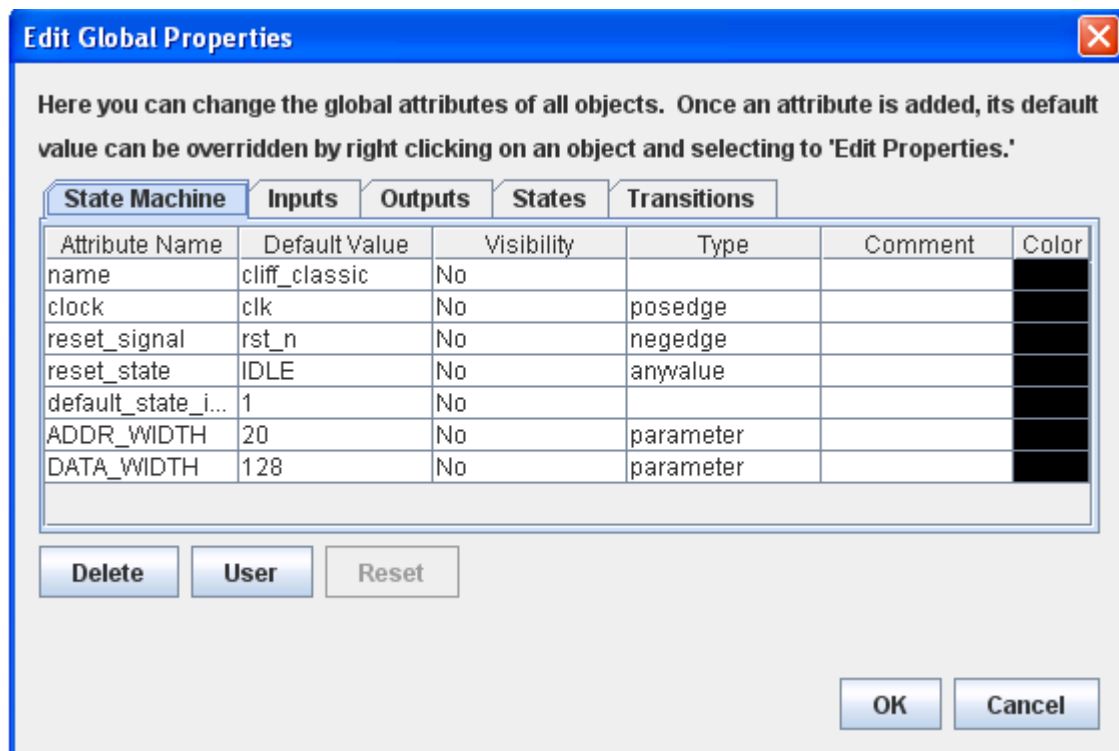 Edit Global Properties
Here you can change the global attributes of all objects.  Once an attribute is added, its default
value can be overridden by right clicking on an object and selecting to 'Edit Properties.'
State Machine Inputs Outputs States Transitions
Attribute Name Default Value Visibility Type Comment Color
name cliff_classic No
clock clk No posedge
reset_signal rst_n No negedge
reset_state IDLE No anyvalue
default_state_i... 1 No
ADDR_WIDTH 20 No parameter
DATA_WIDTH 128 No parameter
Delete User Reset
OK Cancel